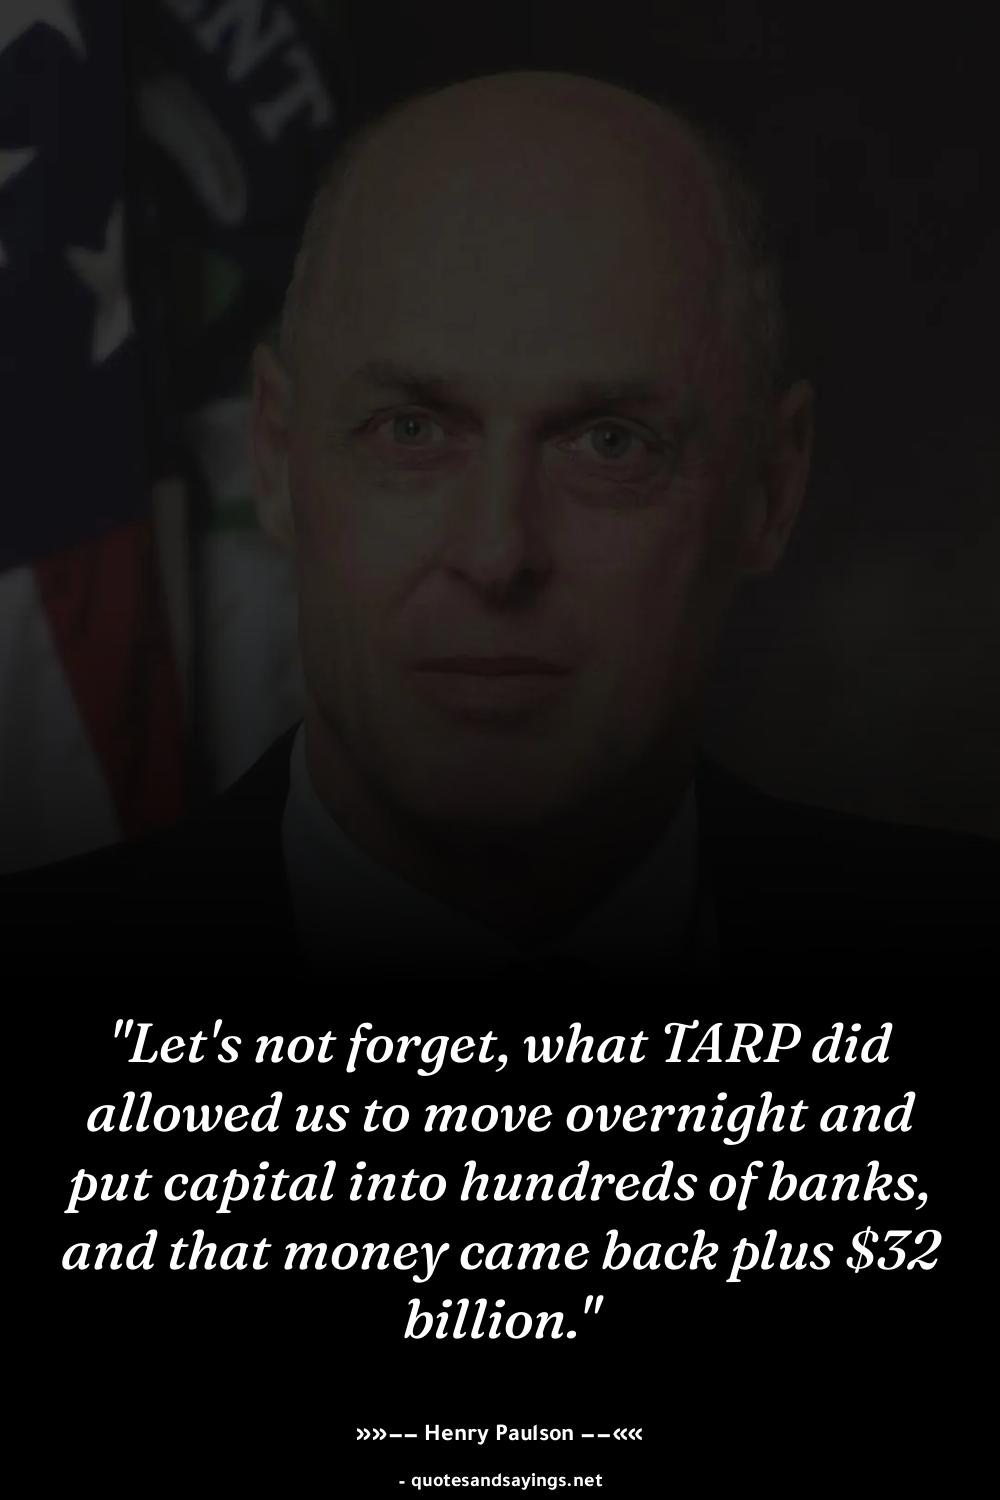 NT
"Let's not forget, what TARP did
allowed us to move overnight and
put capital into hundreds of banks,
and that money came back plus $32
billion."
»»−− Henry Paulson −−««
- quotesandsayings.net